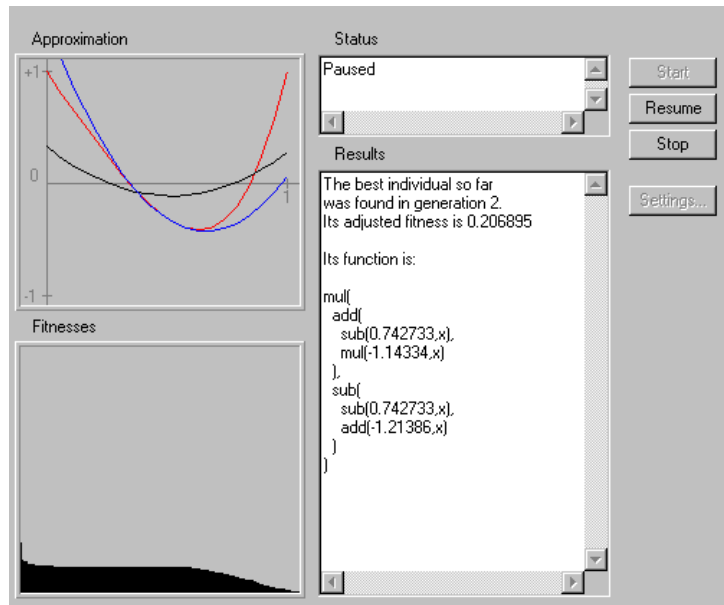 Approximation
+1
0
1
-1
Fitnesses
Status
Paused
Results
The best individual so far
was found in generation 2.
Its adjusted fitness is 0.206895
Its function is:
mul(
add(
sub(0.742733,x),
mul(-1.14334,x)
),
sub(
sub(0.742733,x),
add(-1.21386,x)
)
)
Start
Resume
Stop
Settings...